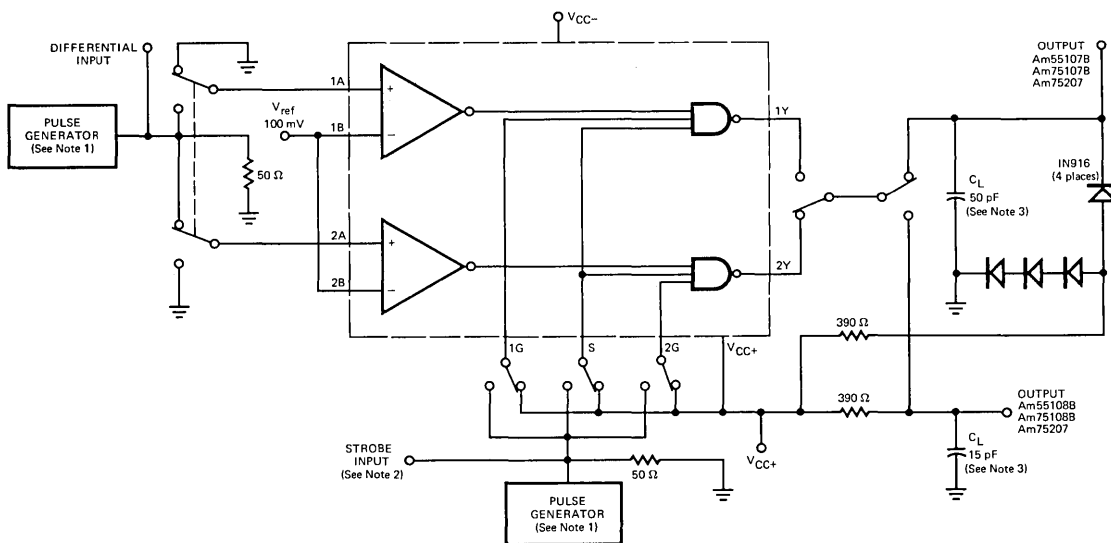 VCC–
DIFFERENTIAL
INPUT
OUTPUT
Am55107B
Am75107B
Am75207
PULSE
GENERATOR
(See Note 1)
50 Ω
Vref
100 mV
1A
1B
+
–
1Y
2A
2B
+
–
2Y
CL
50 pF
(See Note 3)
IN916
(4 places)
390 Ω
1G
S
2G
VCC+
390 Ω
OUTPUT
Am55108B
Am75108B
Am75207
STROBE
INPUT
(See Note 2)
50 Ω
VCC+
CL
15 pF
(See Note 3)
PULSE
GENERATOR
(See Note 1)